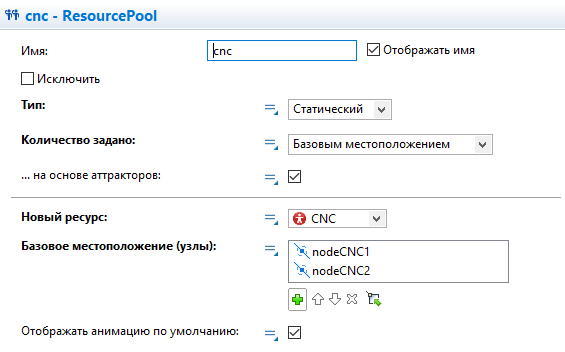 cnc - ResourcePool
Имя: cnc Отображать имя
Исключить
Тип: Статический
Количество задано: Базовым местоположением
... на основе аттракторов:
Новый ресурс: CNC
Базовое местоположение (узлы): nodeCNC1
nodeCNC2
Отображать анимацию по умолчанию: